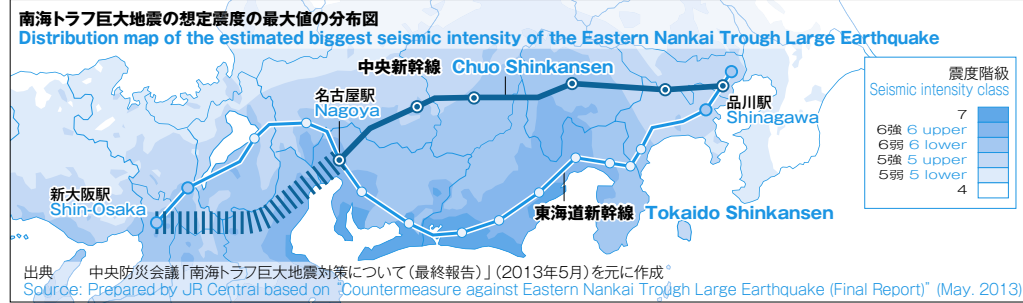 南海トラフ巨大地震の想定震度の最大値の分布図
Distribution map of the estimated biggest seismic intensity of the Eastern Nankai Trough Large Earthquake
中央新幹線 Chuo Shinkansen
名古屋駅
Nagoya
品川駅
Shinagawa
震度階級
Seismic intensity class
7
6強 6 upper
6弱 6 lower
5強 5 upper
5弱 5 lower
4
新大阪駅
Shin-Osaka
東海道新幹線 Tokaido Shinkansen
出典 中央防災会議「南海トラフ巨大地震対策について（最終報告）」（2013年5月）を元に作成
Source: Prepared by JR Central based on “Countermeasure against Eastern Nankai Trough Large Earthquake (Final Report)” (May. 2013)